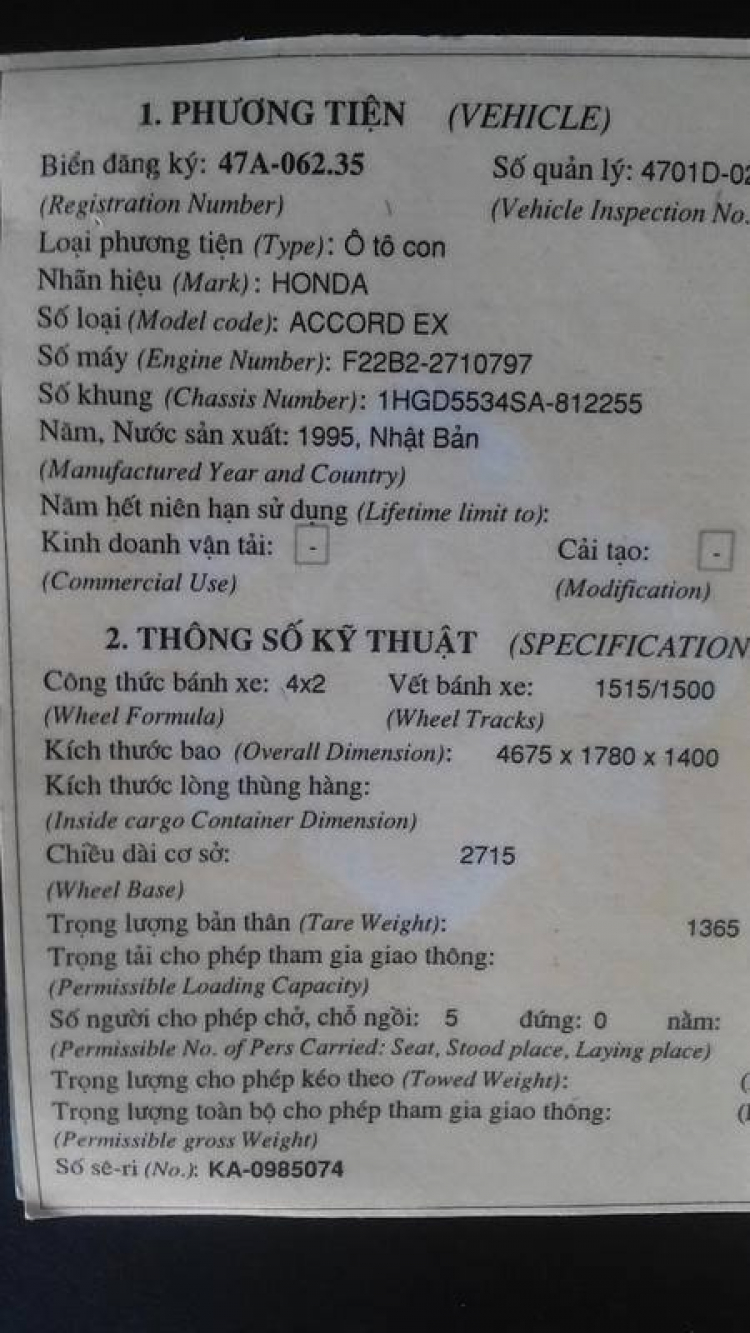 1. PHƯƠNG TIỆN (VEHICLE)
Biển đăng ký: 47A-062.35 Số quản lý: 4701D-02
(Registration Number) (Vehicle Inspection No.
Loại phương tiện (Type): Ô tô con
Nhãn hiệu (Mark): HONDA
Số loại (Model code): ACCORD EX
Số máy (Engine Number): F22B2-2710797
Số khung (Chassis Number): 1HGD5534SA-812255
Năm, Nước sản xuất: 1995, Nhật Bản
(Manufactured Year and Country)
Năm hết niên hạn sử dụng (Lifetime limit to):
Kinh doanh vận tải: - Cải tạo: -
(Commercial Use) (Modification)
2. THÔNG SỐ KỸ THUẬT (SPECIFICATION
Công thức bánh xe: 4x2 Vết bánh xe: 1515/1500
(Wheel Formula) (Wheel Tracks)
Kích thước bao (Overall Dimension): 4675 x 1780 x 1400
Kích thước lòng thùng hàng:
(Inside cargo Container Dimension)
Chiều dài cơ sở: 2715
(Wheel Base)
Trọng lượng bản thân (Tare Weight): 1365
Trọng tải cho phép tham gia giao thông:
(Permissible Loading Capacity)
Số người cho phép chở, chỗ ngồi: 5 đứng: 0 nằm:
(Permissible No. of Pers Carried: Seat, Stood place, Laying place)
Trọng lượng cho phép kéo theo (Towed Weight): (
Trọng lượng toàn bộ cho phép tham gia giao thông:
(Permissible gross Weight)
Số sê-ri (No.): KA-0985074